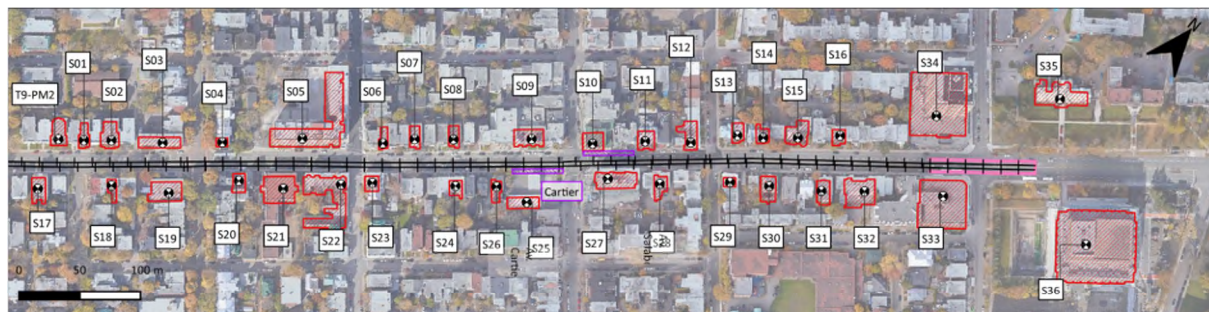 N
S12
S01
S03
S07
S14
S16
S34
S35
T9-PM2
S02
S04
S05
S06
S08
S09
S10
S11
S13
S15
Cartier
S17
S18
S19
S20
S21
S22
S23
S24
S26
S25
S27
S29
S30
S31
S32
S33
S36
0 50 100 m